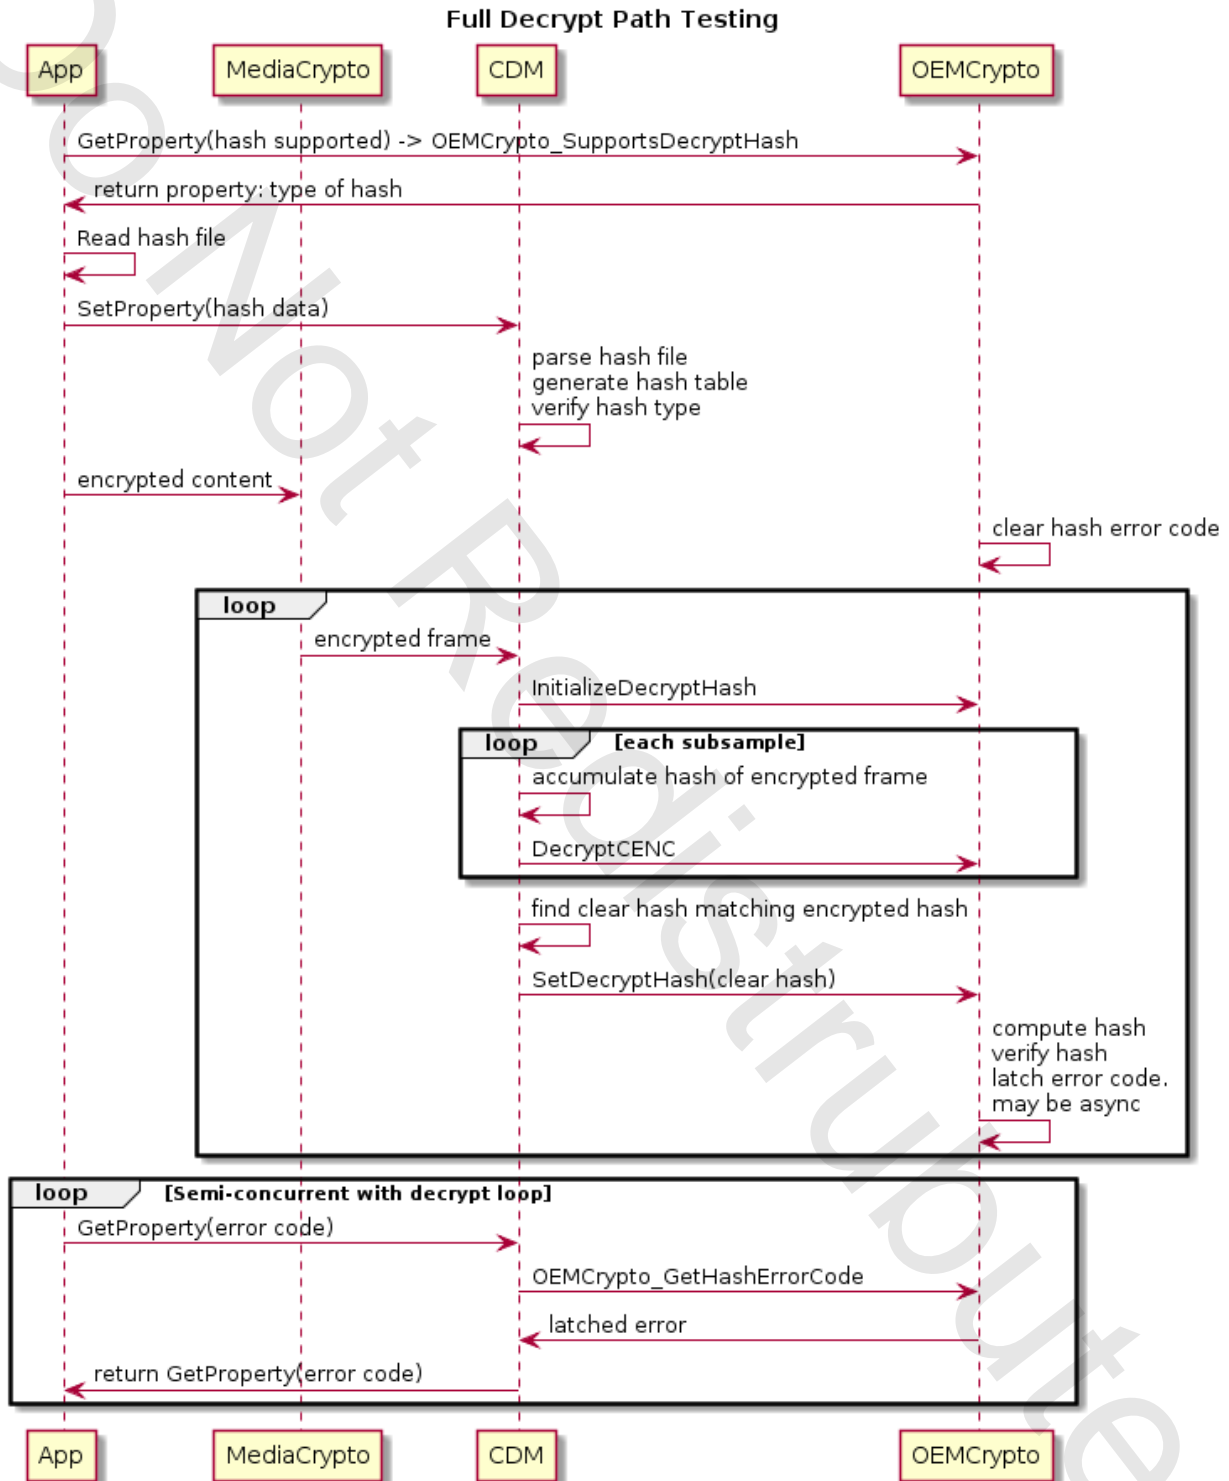 Full Decrypt Path Testing
App MediaCrypto CDM OEMCrypto
GetProperty(hash supported) -> OEMCrypto_SupportsDecryptHash
return property: type of hash
Read hash file
SetProperty(hash data)
parse hash file
generate hash table
verify hash type
encrypted content
clear hash error code
loop
encrypted frame
InitializeDecryptHash
loop [each subsample]
accumulate hash of encrypted frame
DecryptCENC
find clear hash matching encrypted hash
SetDecryptHash(clear hash)
compute hash
verify hash
latch error code.
may be async
loop [Semi-concurrent with decrypt loop]
GetProperty(error code)
OEMCrypto_GetHashErrorCode
latched error
return GetProperty(error code)
App MediaCrypto CDM OEMCrypto
Do Not Redistribute